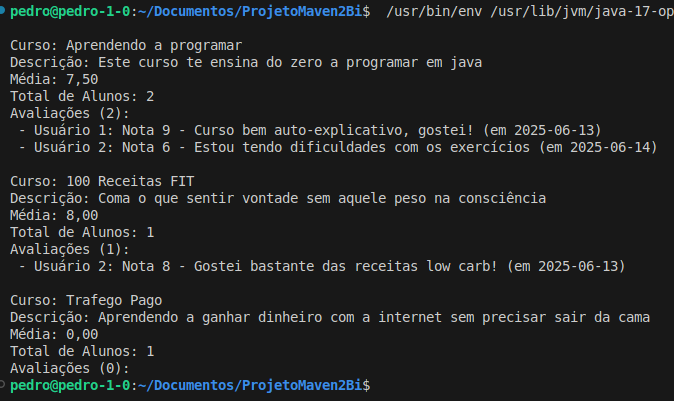 pedro@pedro-1-0:~/Documentos/ProjetoMaven2Bi$ /usr/bin/env /usr/lib/jvm/java-17-op
Curso: Aprendendo a programar
Descrição: Este curso te ensina do zero a programar em java
Média: 7,50
Total de Alunos: 2
Avaliações (2):
- Usuário 1: Nota 9 - Curso bem auto-explicativo, gostei! (em 2025-06-13)
- Usuário 2: Nota 6 - Estou tendo dificuldades com os exercícios (em 2025-06-14)
Curso: 100 Receitas FIT
Descrição: Coma o que sentir vontade sem aquele peso na consciência
Média: 8,00
Total de Alunos: 1
Avaliações (1):
- Usuário 2: Nota 8 - Gostei bastante das receitas low carb! (em 2025-06-13)
Curso: Trafego Pago
Descrição: Aprendendo a ganhar dinheiro com a internet sem precisar sair da cama
Média: 0,00
Total de Alunos: 1
Avaliações (0):
pedro@pedro-1-0:~/Documentos/ProjetoMaven2Bi$